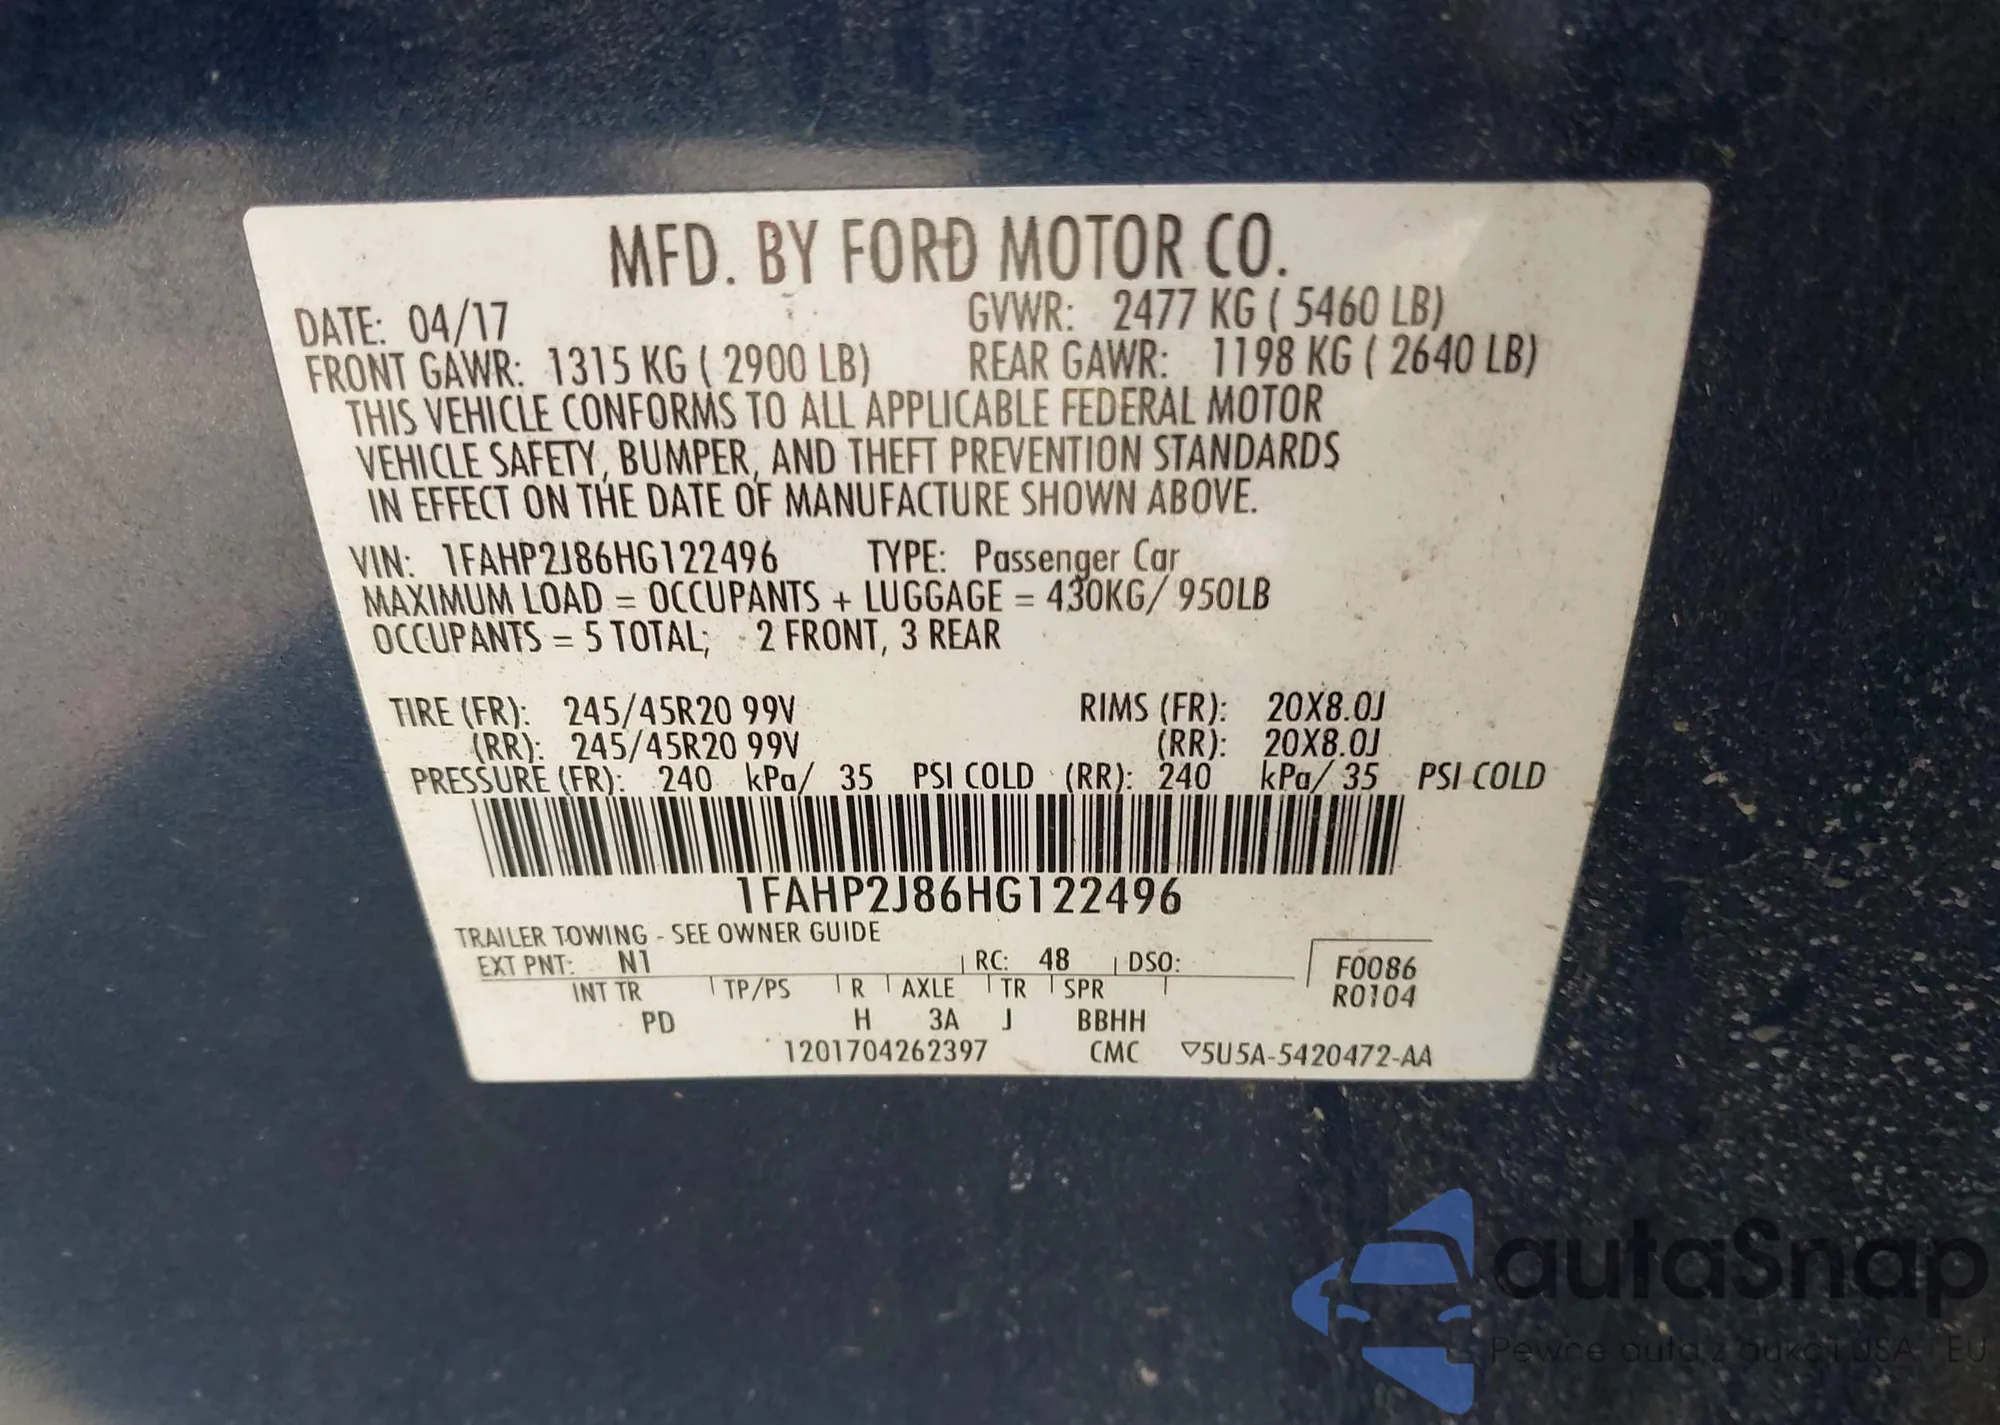 MFD. BY FORD MOTOR CO.
DATE: 04/17 GVWR: 2477 KG ( 5460 LB)
FRONT GAWR: 1315 KG ( 2900 LB) REAR GAWR: 1198 KG ( 2640 LB)
THIS VEHICLE CONFORMS TO ALL APPLICABLE FEDERAL MOTOR
VEHICLE SAFETY, BUMPER, AND THEFT PREVENTION STANDARDS
IN EFFECT ON THE DATE OF MANUFACTURE SHOWN ABOVE.
VIN: 1FAHP2J86HG122496 TYPE: Passenger Car
MAXIMUM LOAD = OCCUPANTS + LUGGAGE = 430KG/ 950LB
OCCUPANTS = 5 TOTAL; 2 FRONT, 3 REAR
TIRE (FR): 245/45R20 99V RIMS (FR): 20X8.0J
(RR): 245/45R20 99V (RR): 20X8.0J
PRESSURE (FR): 240 kPa/ 35 PSI COLD (RR): 240 kPa/ 35 PSI COLD
1FAHP2J86HG122496
TRAILER TOWING - SEE OWNER GUIDE
EXT PNT: N1 RC: 48 DSO: F0086
INT TR TP/PS R AXLE TR SPR R0104
PD H 3A J BBHH
1201704262397 CMC ▽5U5A-5420472-AA
autaSnap
Pewne auta z aukcji USA i EU